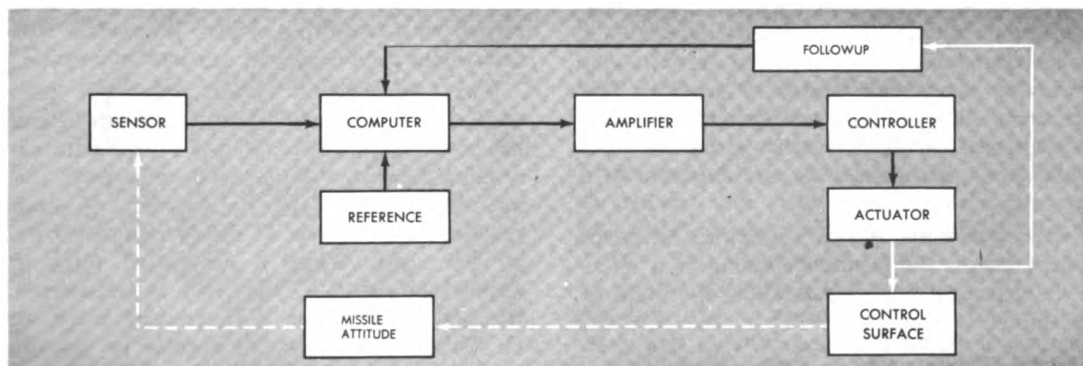 FOLLOWUP
SENSOR
COMPUTER
AMPLIFIER
CONTROLLER
REFERENCE
ACTUATOR
MISSILE
ATTITUDE
CONTROL
SURFACE